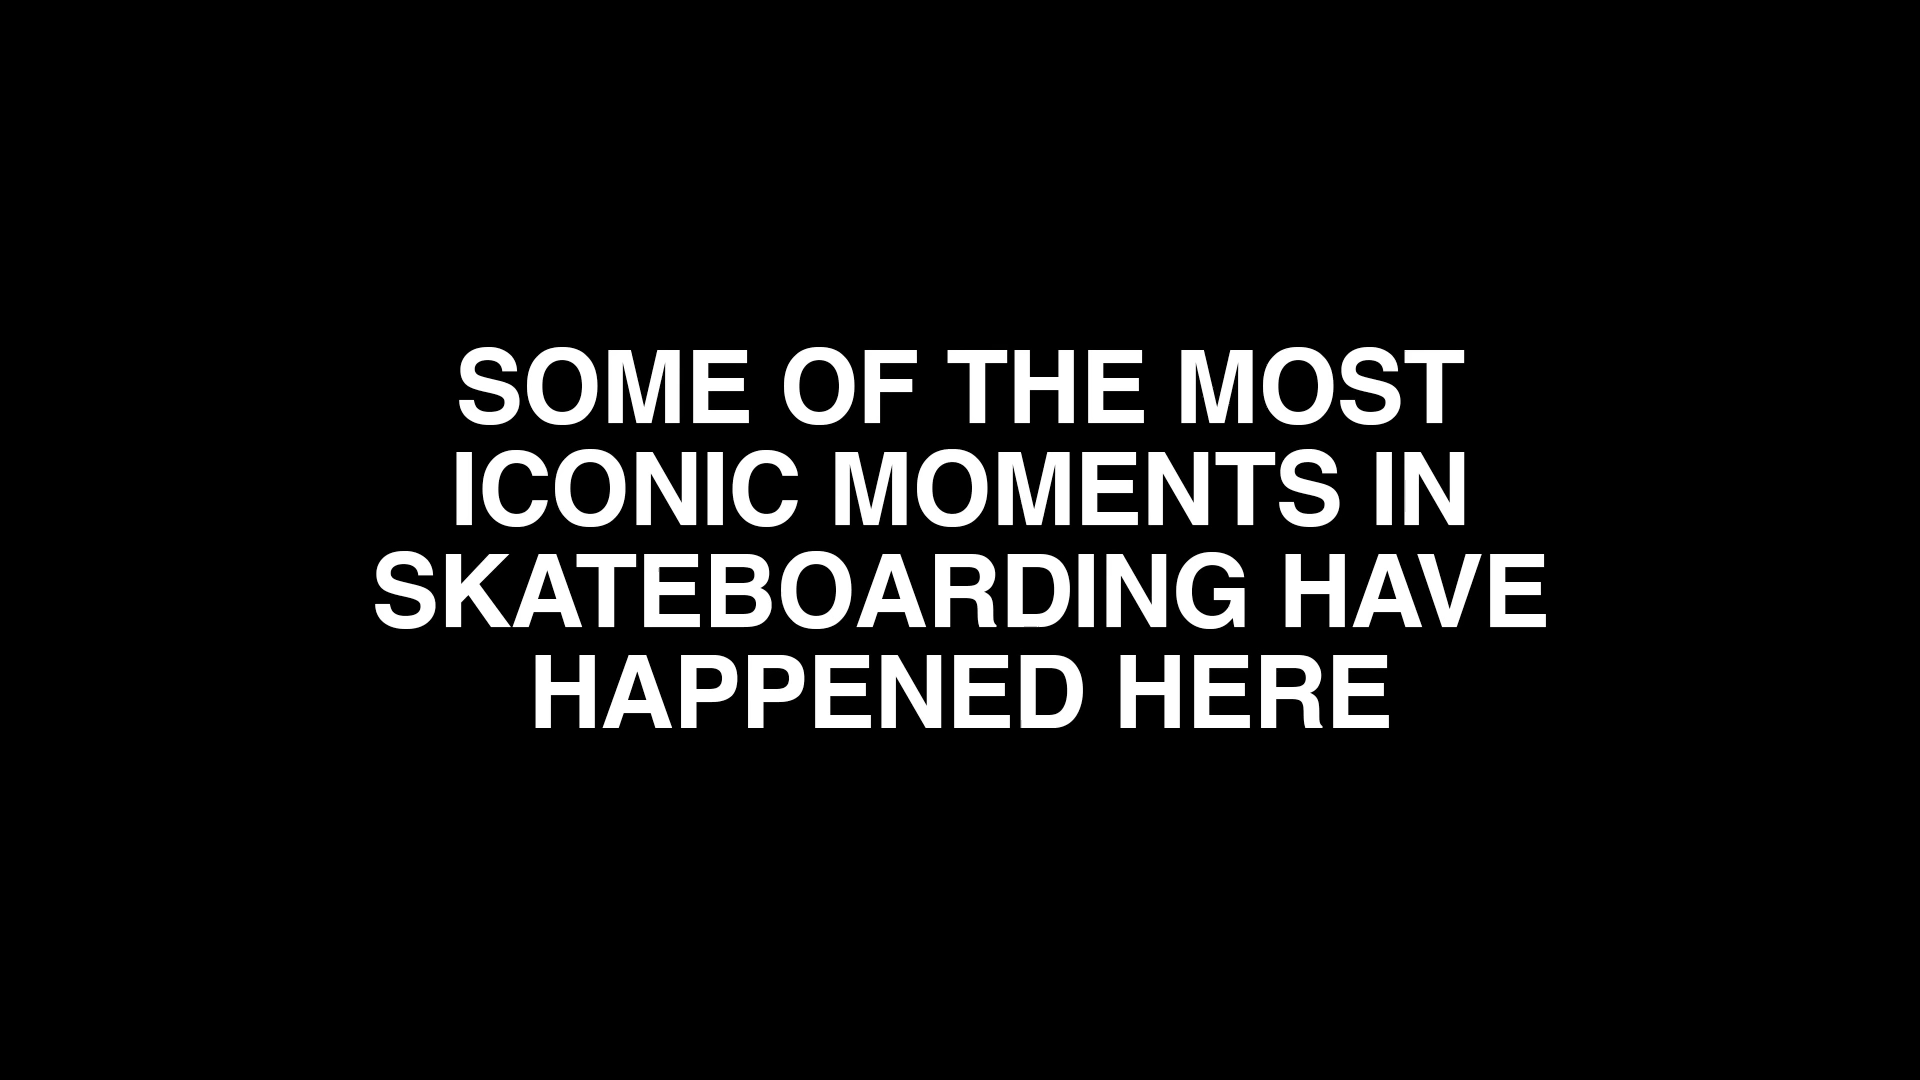 SOME OF THE MOST
ICONIC MOMENTS IN
SKATEBOARDING HAVE
HAPPENED HERE